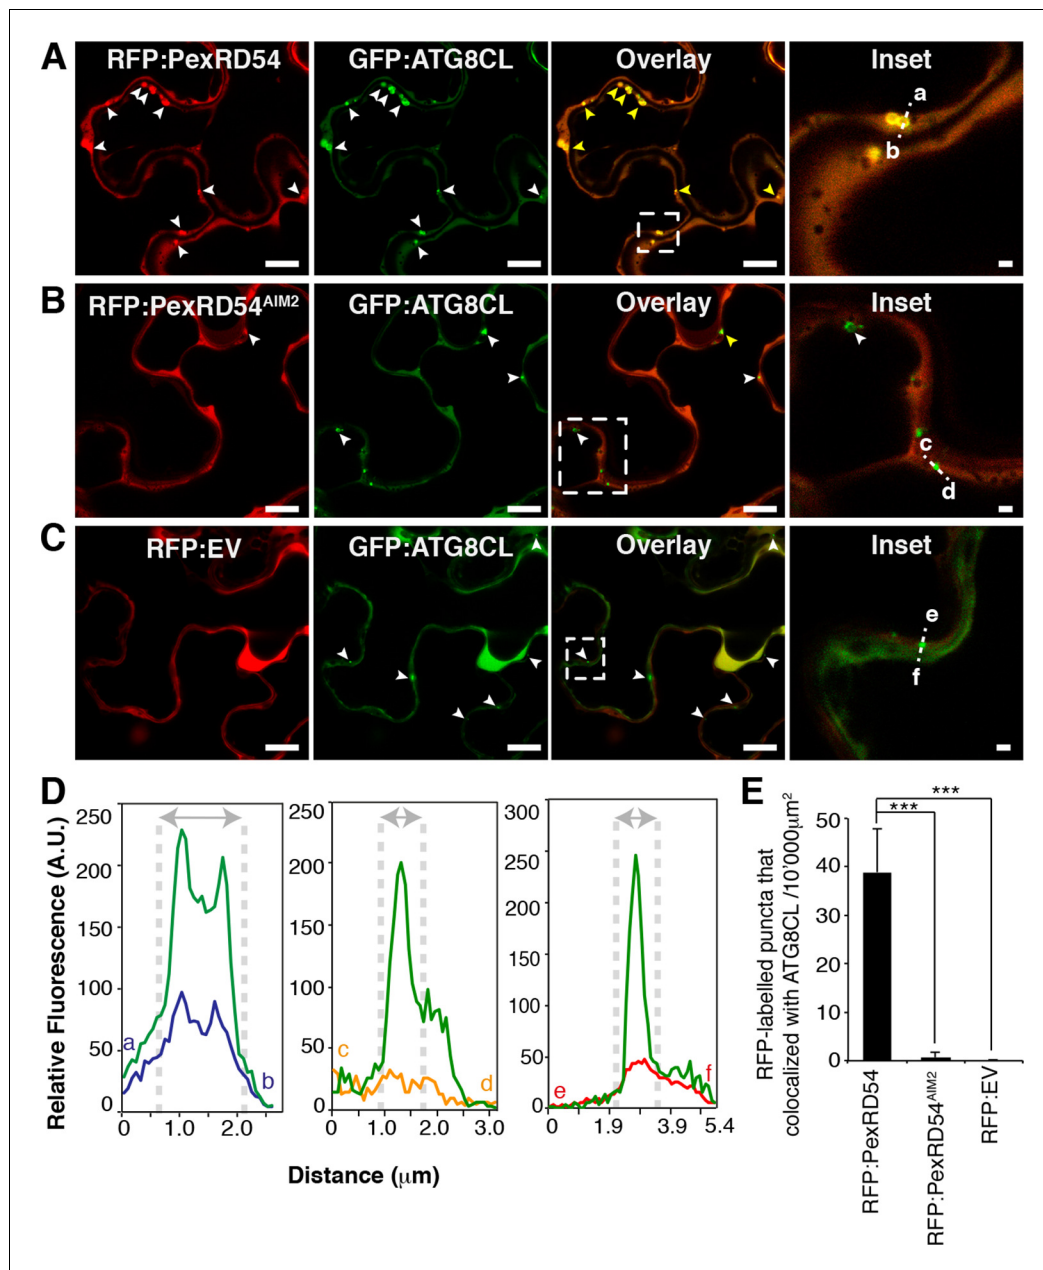 A
RFP:PexRD54
GFP:ATG8CL
Overlay
Inset
a
b
B
RFP:PexRD54AIM2
GFP:ATG8CL
Overlay
Inset
c
d
C
RFP:EV
GFP:ATG8CL
Overlay
Inset
e
f
D
Relative Fluorescence (A.U.)
250
200
150
100
50
0
a
b
0 1.0 2.0
250
200
150
100
50
0
c
d
0 1.0 2.0 3.0
300
250
200
150
100
50
0
e
f
1.9 3.9 5.4
Distance (μm)
E
RFP-labelled puncta that
colocalized with ATG8CL /10'000μm2
50
40
30
20
10
0
***
***
RFP:PexRD54
RFP:PexRD54AIM2
RFP:EV